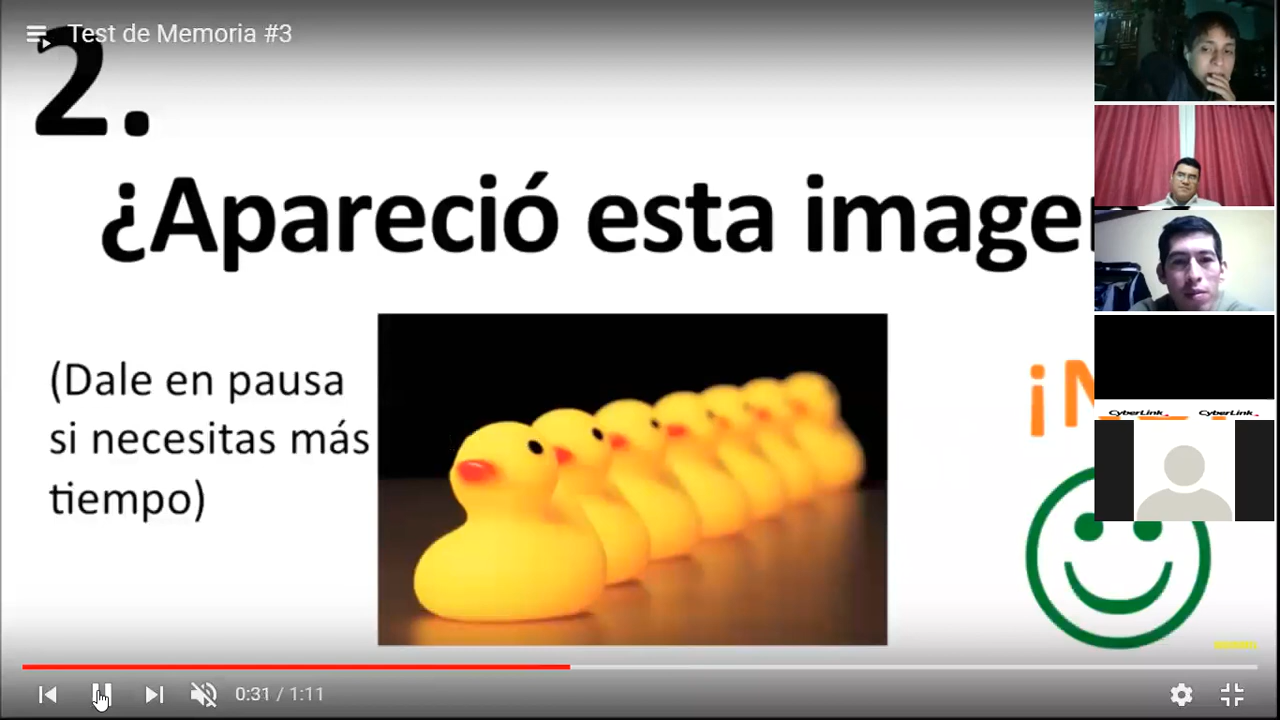 Test de Memoria #3
2.
¿Apareció esta imagen
(Dale en pausa
si necesitas más
tiempo)
¡N
CyberLink CyberLink
0:31 / 1:11